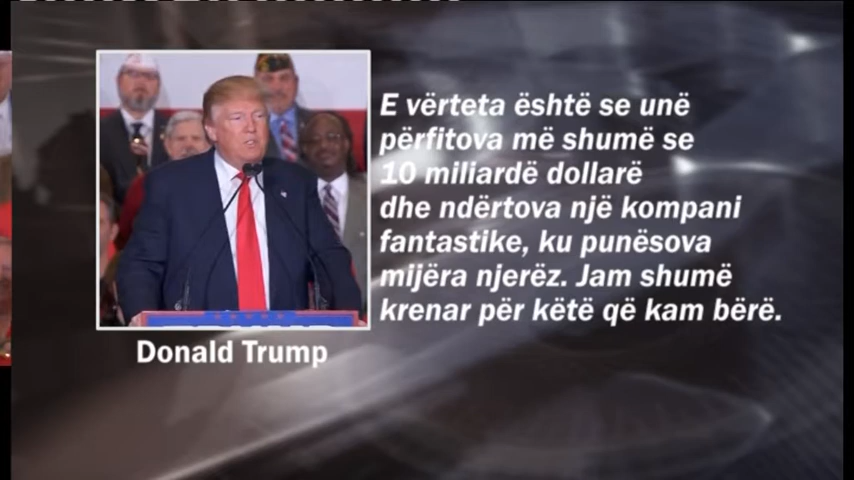 E vërteta është se unë
përfitova më shumë se
10 miliardë dollarë
dhe ndërtova një kompani
fantastike, ku punësova
mijëra njerëz. Jam shumë
krenar për këtë që kam bërë.
Donald Trump